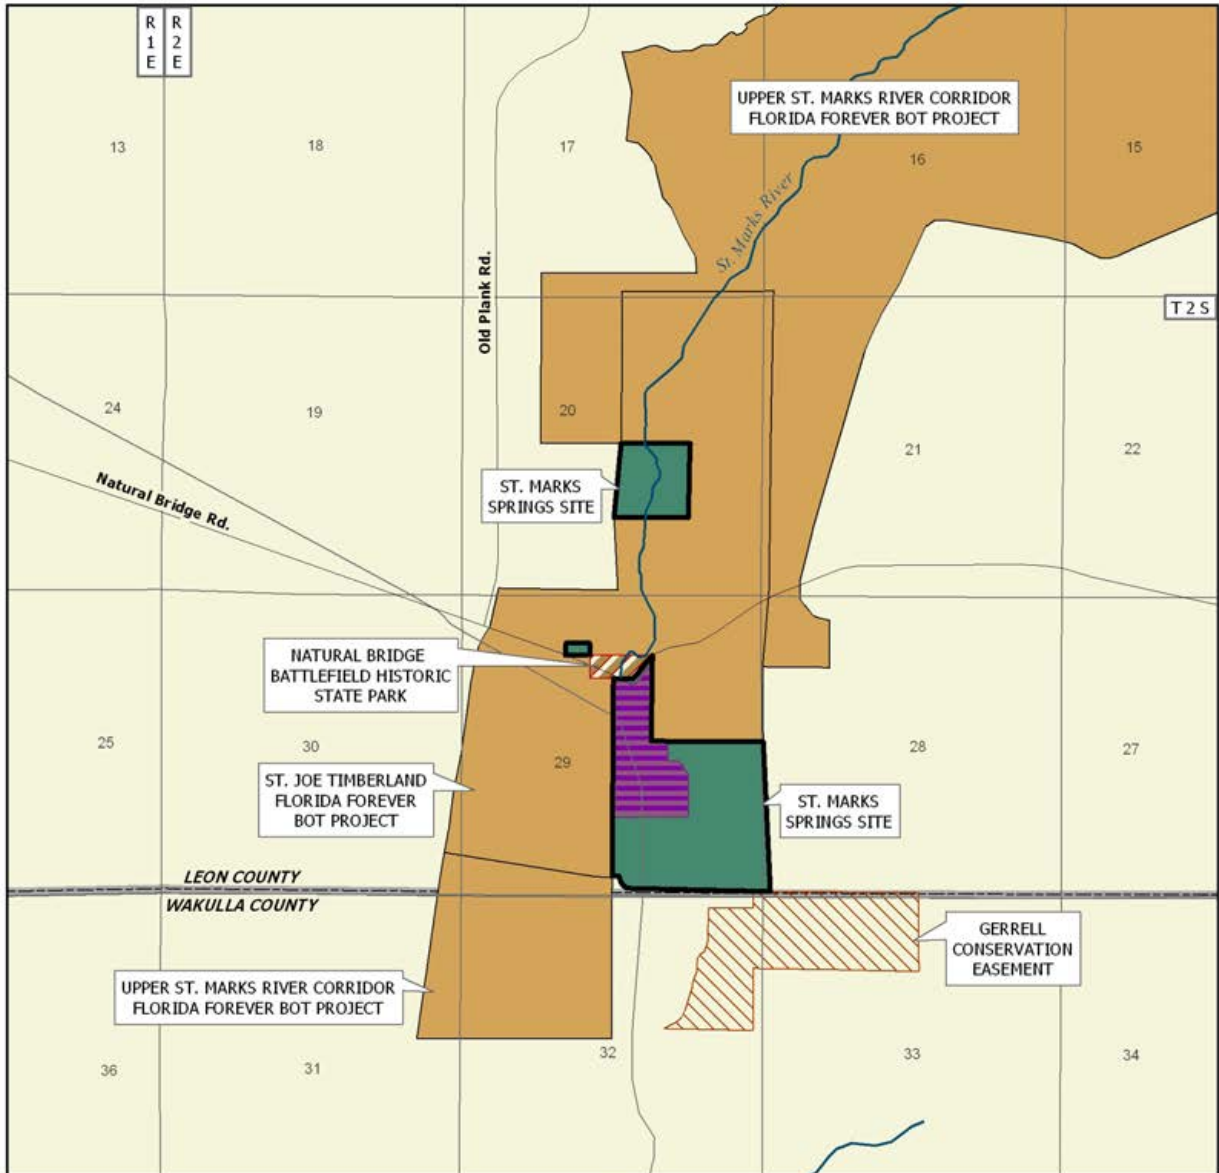 R
1
E
R
2
E
UPPER ST. MARKS RIVER CORRIDOR
FLORIDA FOREVER BOT PROJECT
13
18
17
16
15
St. Marks River
Old Plank Rd.
T 2 S
24
19
20
21
22
Natural Bridge Rd.
ST. MARKS
SPRINGS SITE
NATURAL BRIDGE
BATTLEFIELD HISTORIC
STATE PARK
25
30
29
28
27
ST. JOE TIMBERLAND
FLORIDA FOREVER
BOT PROJECT
ST. MARKS
SPRINGS SITE
LEON COUNTY
WAKULLA COUNTY
GERRELL
CONSERVATION
EASEMENT
UPPER ST. MARKS RIVER CORRIDOR
FLORIDA FOREVER BOT PROJECT
36
31
32
33
34